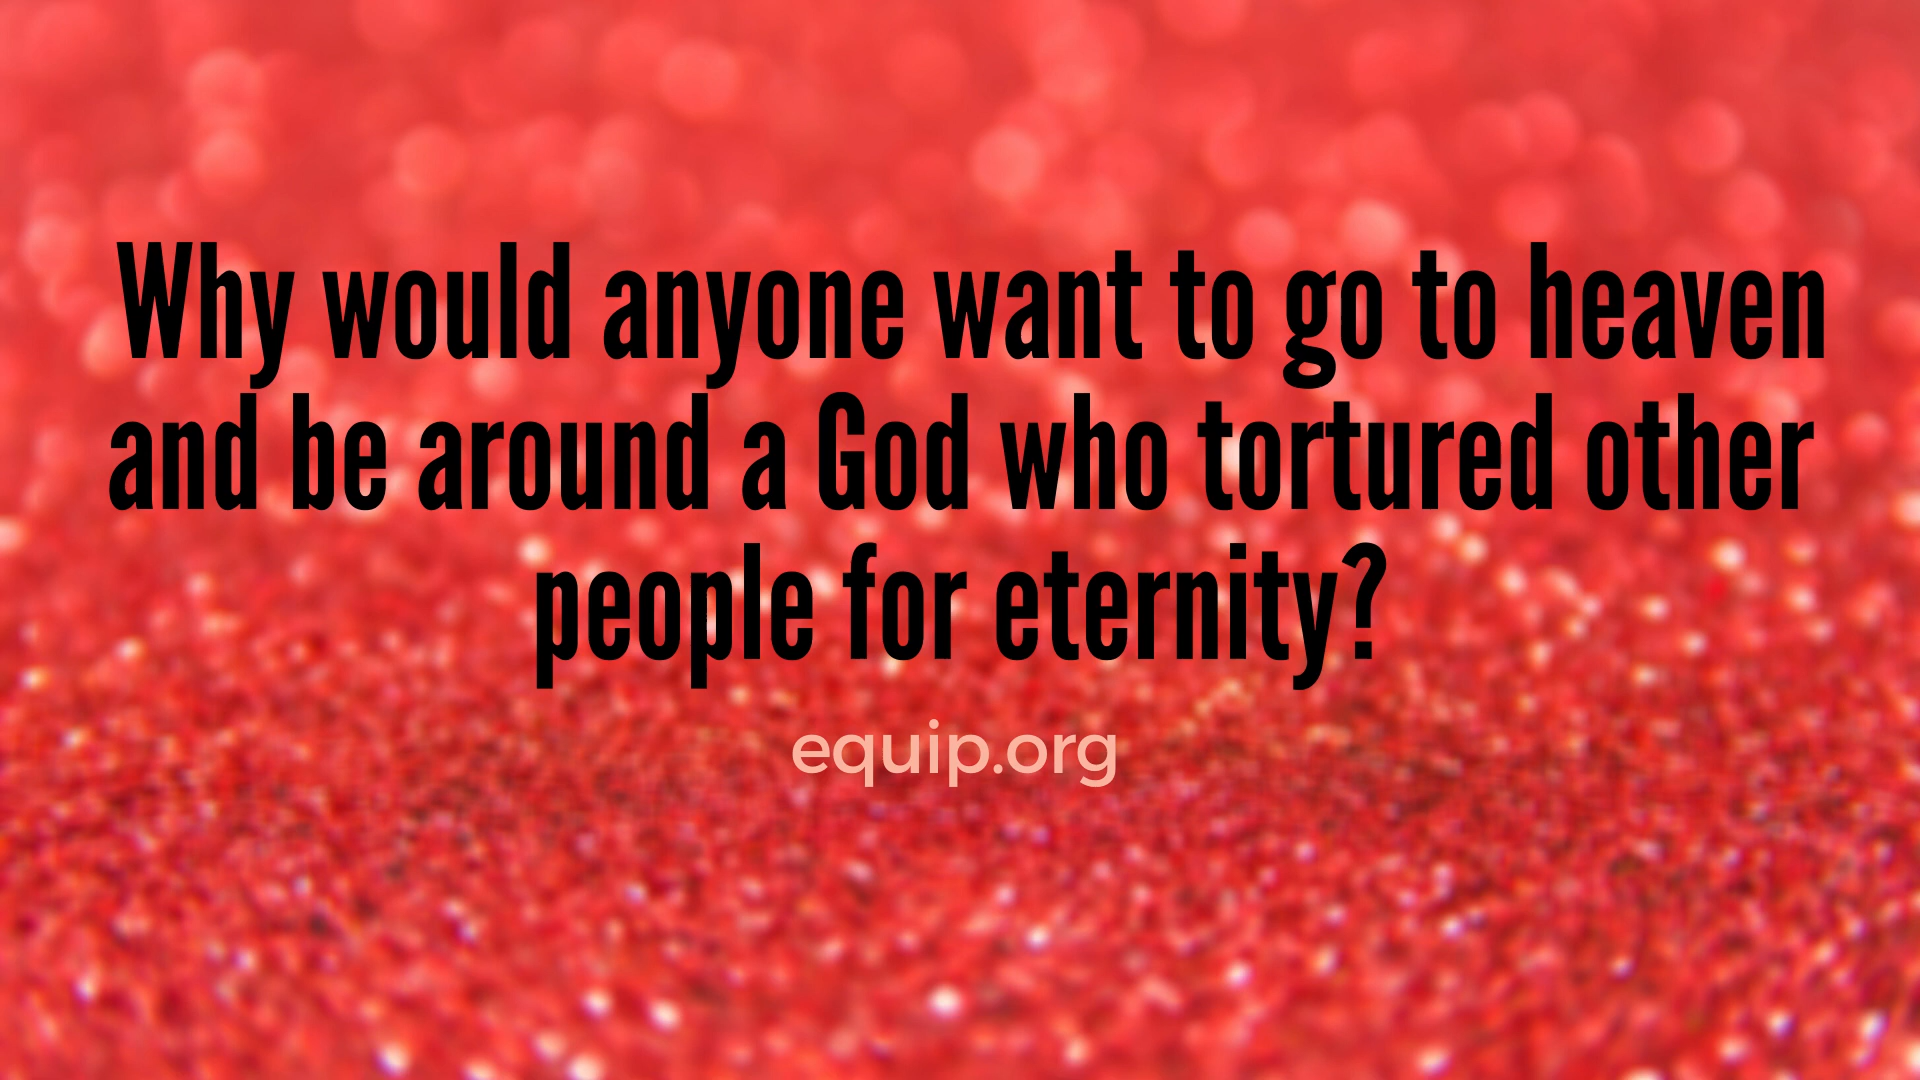 Why would anyone want to go to heaven
and be around a God who tortured other
people for eternity?
equip.org